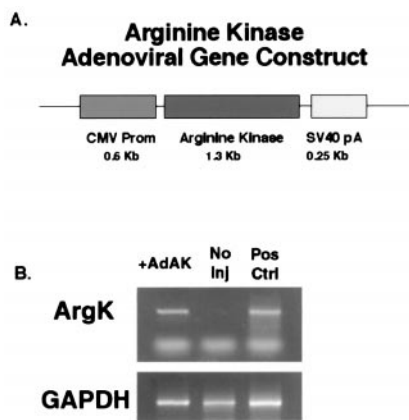 A.
Arginine Kinase
Adenoviral Gene Construct
CMV Prom Arginine Kinase SV40 pA
0.6 Kb 1.3 Kb 0.25 Kb
B.
+AdAK No Inj Pos Ctrl
ArgK
GAPDH